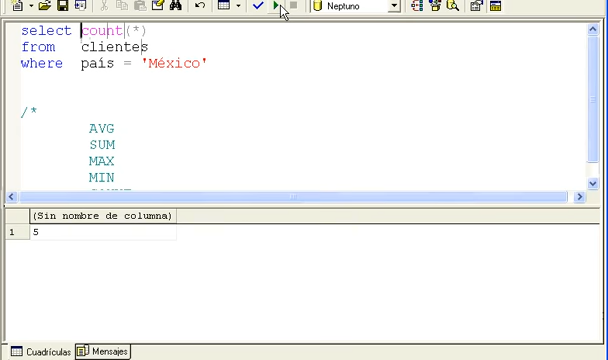 Neptuno
select count(*)
from clientes
where país = 'México'
/*
AVG
SUM
MAX
MIN
(Sin nombre de columna)
1 5
Cuadrículas Mensajes